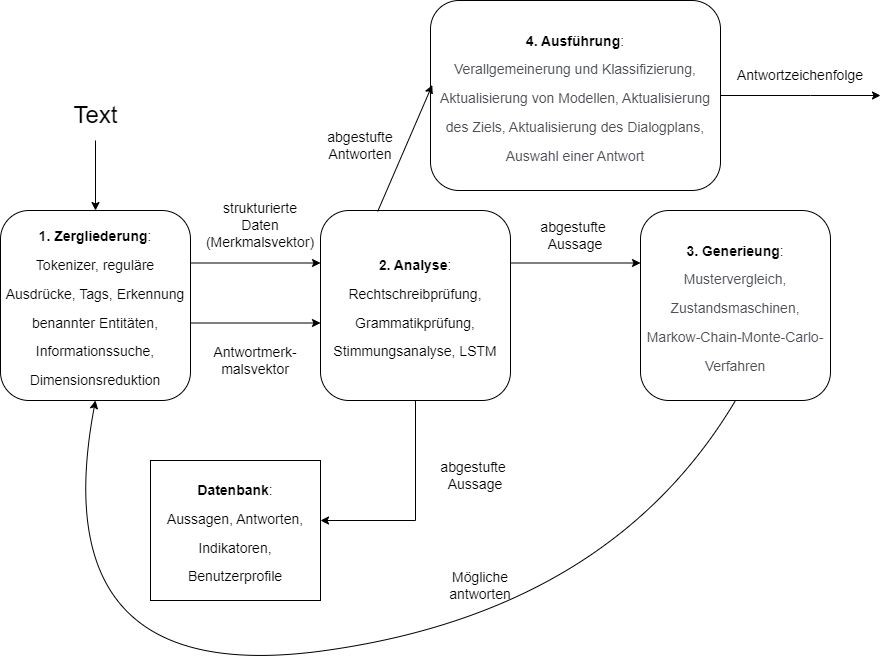 4. Ausführung:
Verallgemeinerung und Klassifizierung,
Aktualisierung von Modellen, Aktualisierung
des Ziels, Aktualisierung des Dialogplans,
Auswahl einer Antwort
Antwortzeichenfolge
Text
abgestufte
Antworten
1. Zergliederung:
Tokenizer, reguläre
Ausdrücke, Tags, Erkennung
benannter Entitäten,
Informationssuche,
Dimensionsreduktion
strukturierte
Daten
(Merkmalsvektor)
Antwortmerk-
malsvektor
2. Analyse:
Rechtschreibprüfung,
Grammatikprüfung,
Stimmungsanalyse, LSTM
abgestufte
Aussage
3. Generieung:
Mustervergleich,
Zustandsmaschinen,
Markow-Chain-Monte-Carlo-
Verfahren
abgestufte
Aussage
Datenbank:
Aussagen, Antworten,
Indikatoren,
Benutzerprofile
Mögliche
antworten